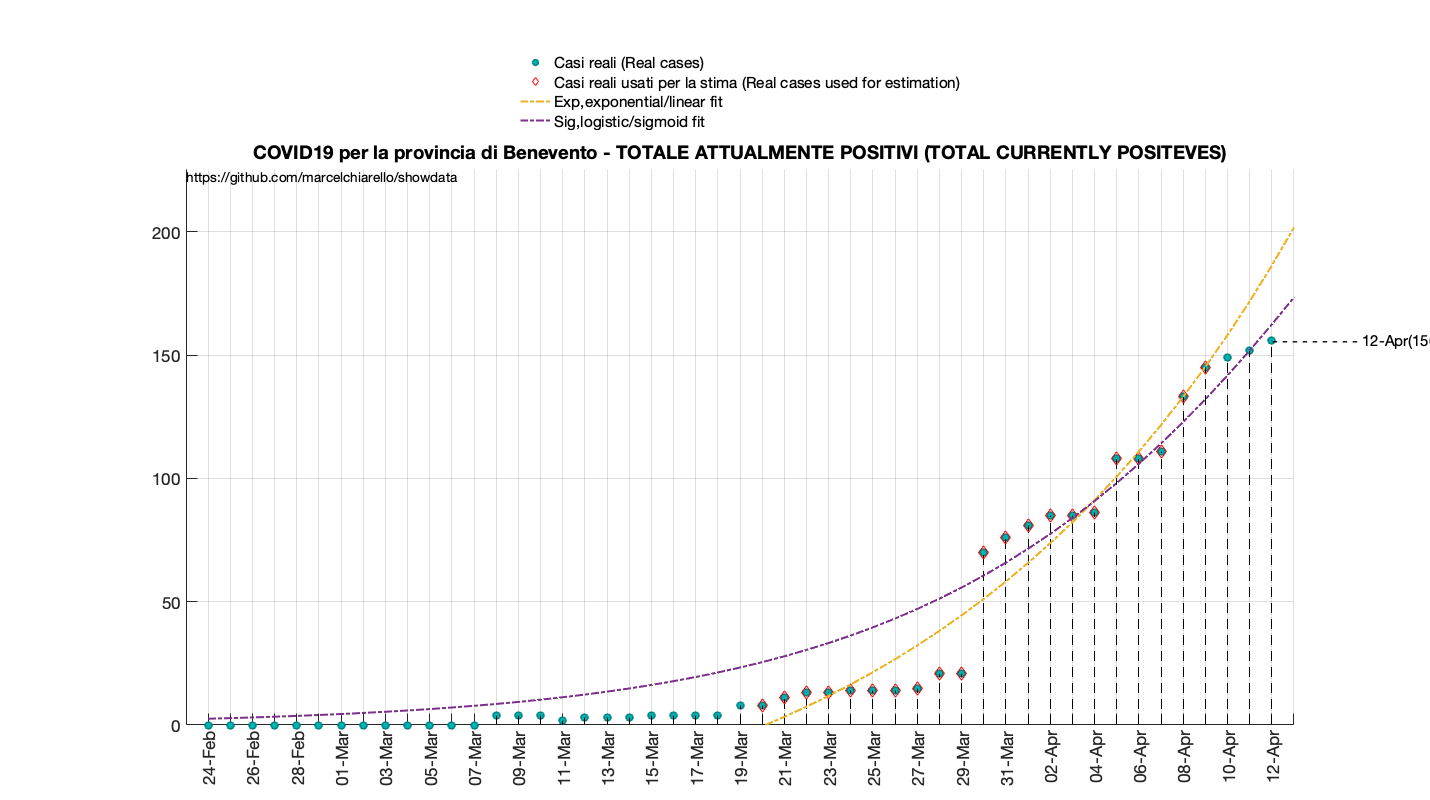 Casi reali (Real cases)
Casi reali usati per la stima (Real cases used for estimation)
Exp,exponential/linear fit
Sig,logistic/sigmoid fit
COVID19 per la provincia di Benevento - TOTALE ATTUALMENTE POSITIVI (TOTAL CURRENTLY POSITEVES)
https://github.com/marcelchiarello/showdata
200
150
100
50
0
12-Apr(15
24-Feb
26-Feb
28-Feb
01-Mar
03-Mar
05-Mar
07-Mar
09-Mar
11-Mar
13-Mar
15-Mar
17-Mar
19-Mar
21-Mar
23-Mar
25-Mar
27-Mar
29-Mar
31-Mar
02-Apr
04-Apr
06-Apr
08-Apr
10-Apr
12-Apr